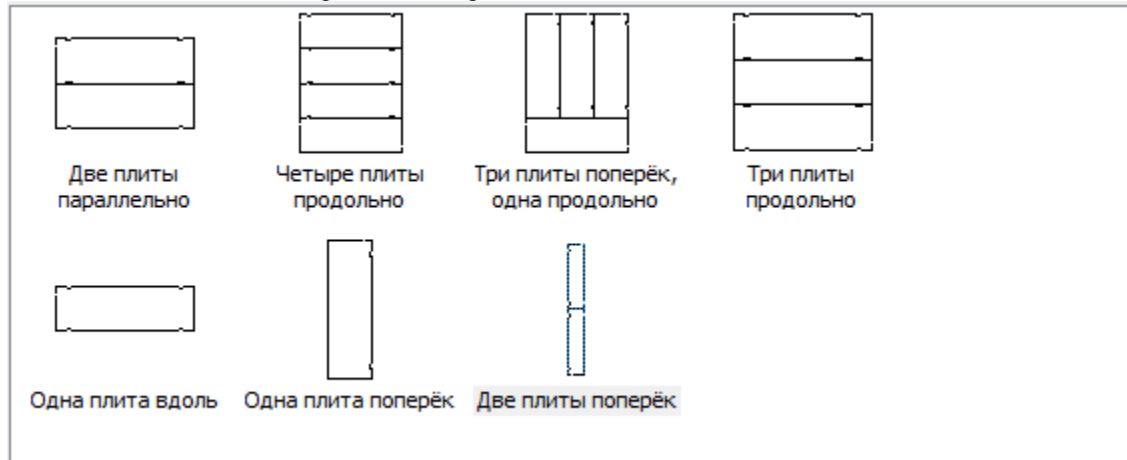 Две плиты
параллельно
Четыре плиты
продольно
Три плиты поперёк,
одна продольно
Три плиты
продольно
Одна плита вдоль
Одна плита поперёк
Две плиты поперёк